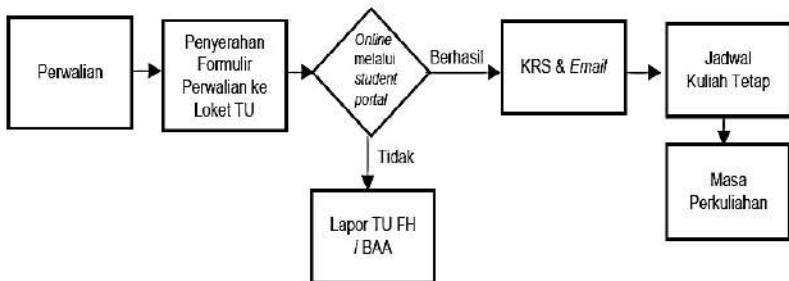 Perwalian
Penyerahan
Formulir
Perwalian ke
Loket TU
Online
melalui
student
portal
Berhasil
KRS & Email
Jadwal
Kuliah Tetap
Tidak
Lapor TU FH
/ BAA
Masa
Perkuliahan